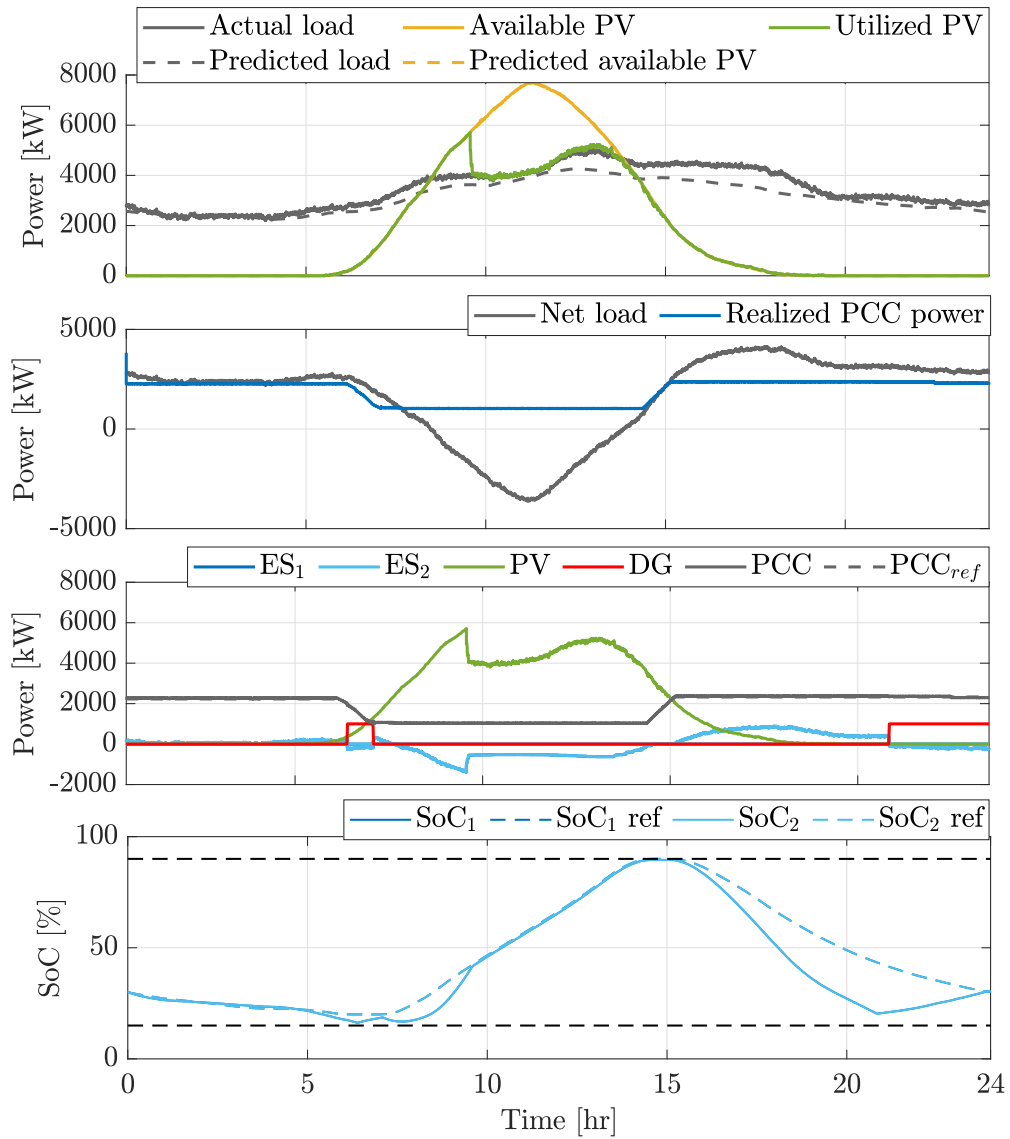 Actual load Available PV Utilized PV
Predicted load Predicted available PV
8000
6000
4000
2000
0
Power [kW]
Net load Realized PCC power
5000
0
-5000
Power [kW]
ES1 ES2 PV DG PCC PCCref
8000
6000
4000
2000
0
-2000
Power [kW]
SoC1 SoC1 ref SoC2 SoC2 ref
100
50
0
SoC [%]
0 5 10 15 20 24
Time [hr]